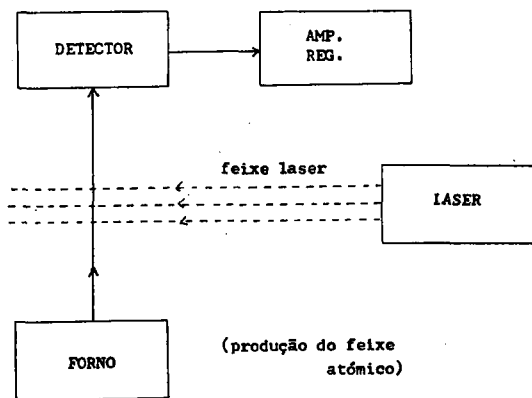 DETECTOR
AMP.
REG.
feixe laser
LASER
FORNO
(produção do feixe
atómico)